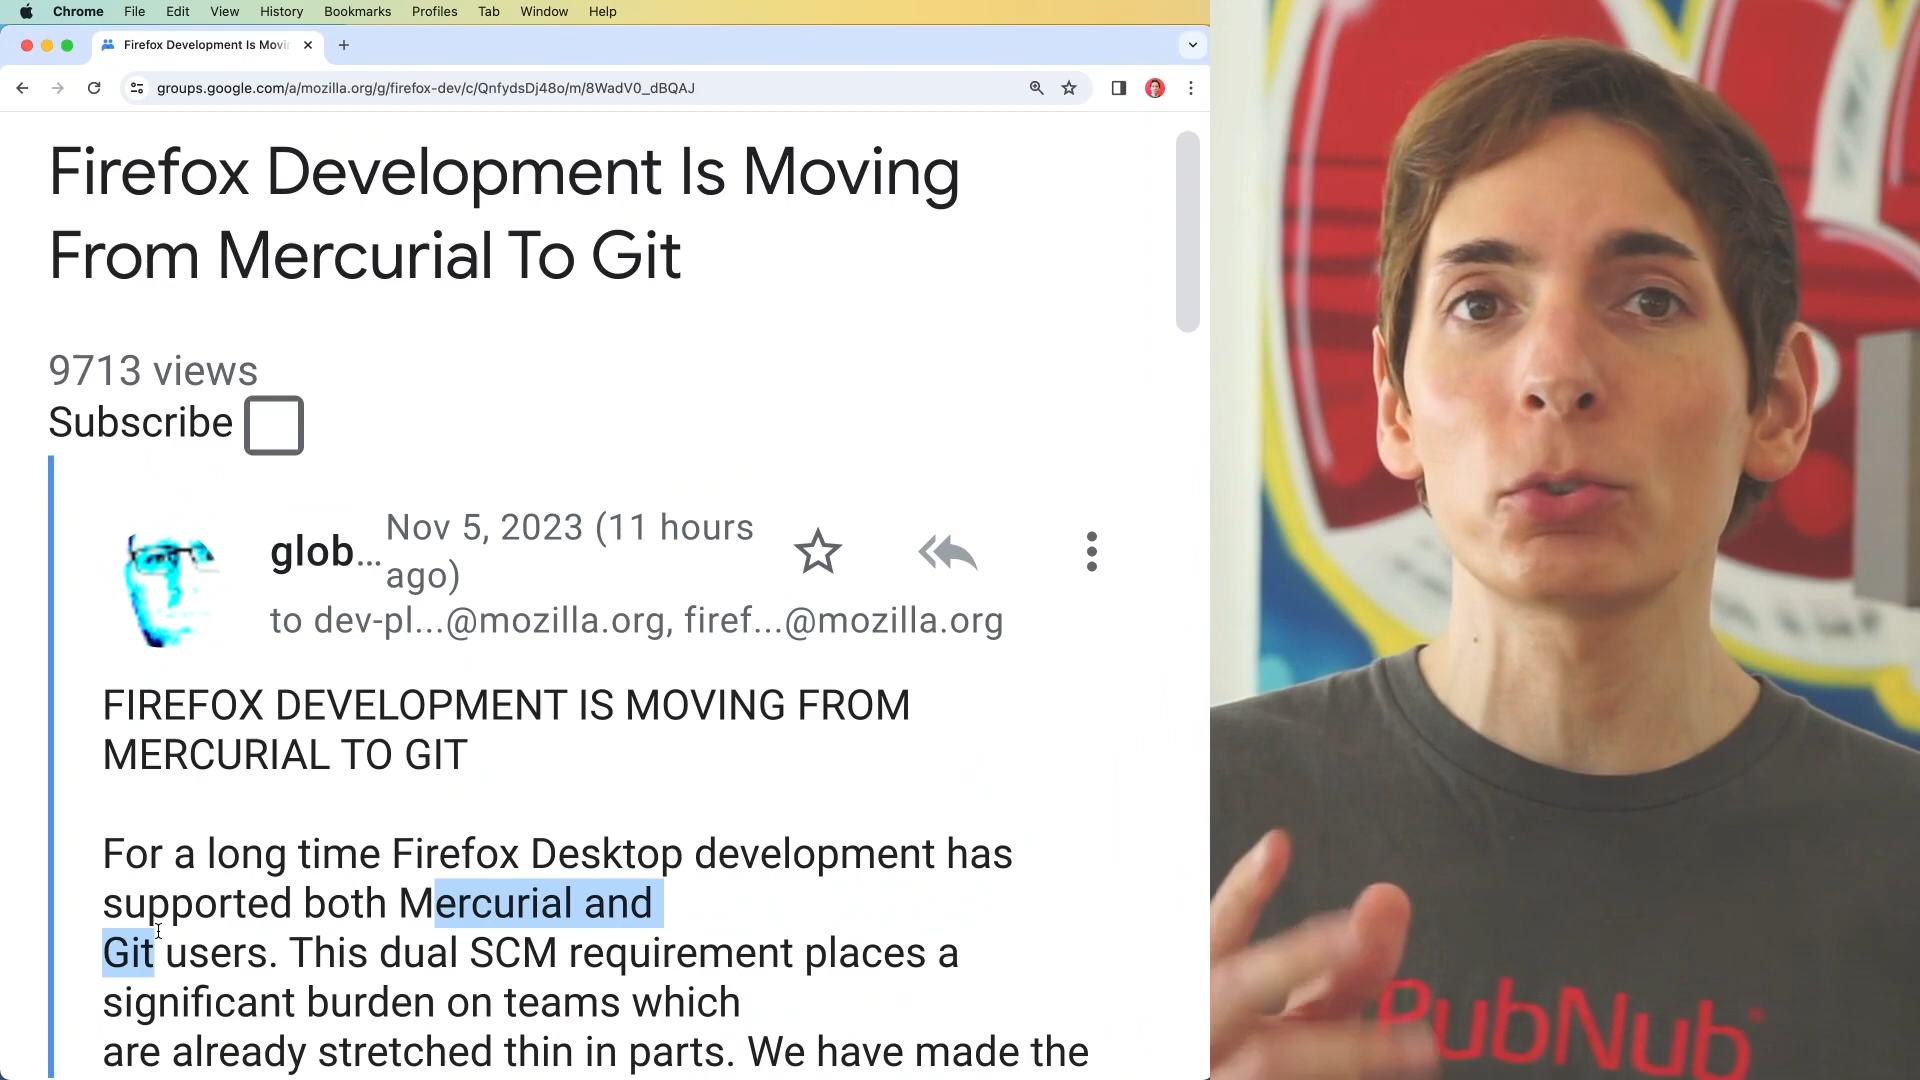 Chrome File Edit View History Bookmarks Profiles Tab Window Help
Firefox Development Is Movi
groups.google.com/a/mozilla.org/g/firefox-dev/c/QnfydsDj48o/m/8WadV0_dBQAJ
Firefox Development Is Moving
From Mercurial To Git
9713 views
Subscribe
glob... Nov 5, 2023 (11 hours
ago)
to dev-pl...@mozilla.org, firef...@mozilla.org
FIREFOX DEVELOPMENT IS MOVING FROM
MERCURIAL TO GIT
For a long time Firefox Desktop development has
supported both Mercurial and
Git users. This dual SCM requirement places a
significant burden on teams which
are already stretched thin in parts. We have made the
PubNub